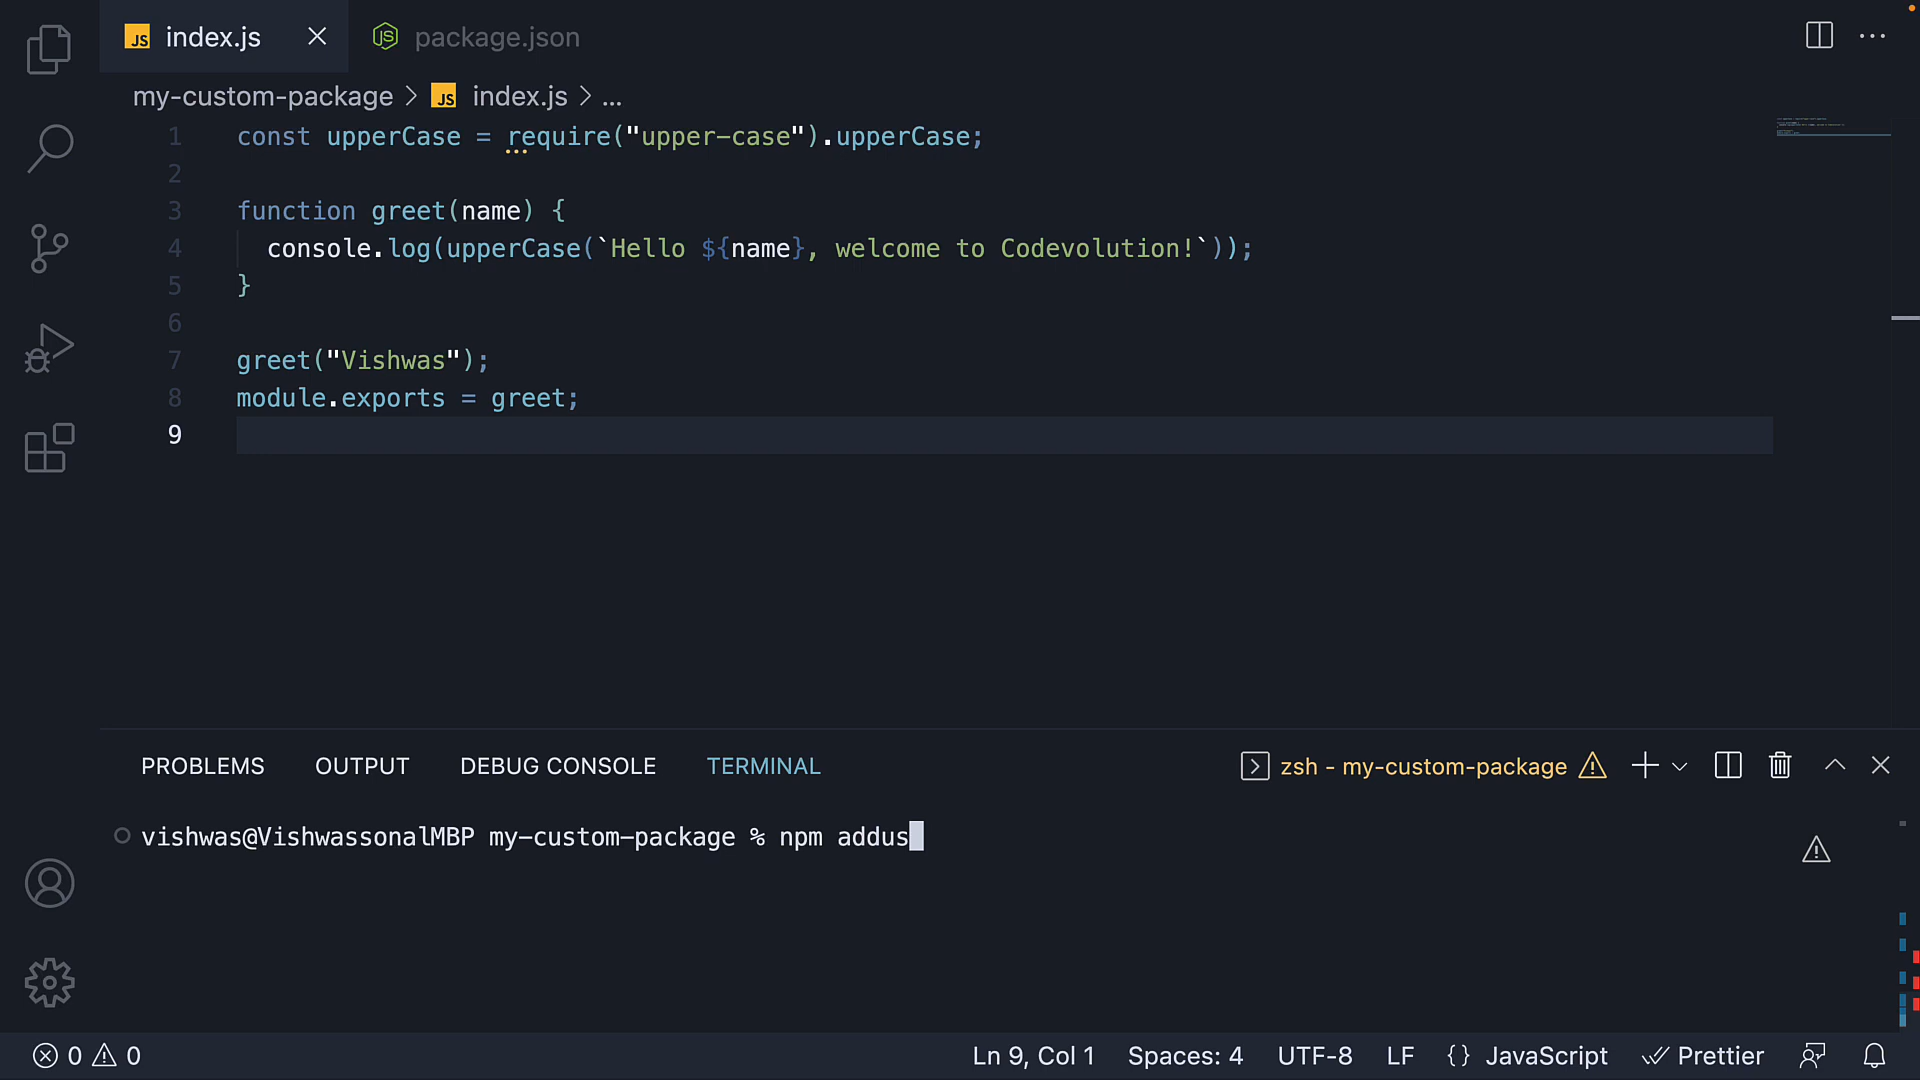 JS index.js package.json
my-custom-package > JS index.js > ...
1 const upperCase = require("upper-case").upperCase;
2
3 function greet(name) {
4 console.log(upperCase(`Hello ${name}, welcome to Codevolution!`));
5 }
6
7 greet("Vishwas");
8 module.exports = greet;
9
PROBLEMS OUTPUT DEBUG CONSOLE TERMINAL zsh - my-custom-package
vishwas@VishwassonalMBP my-custom-package % npm addus
0 0 Ln 9, Col 1 Spaces: 4 UTF-8 LF {} JavaScript Prettier